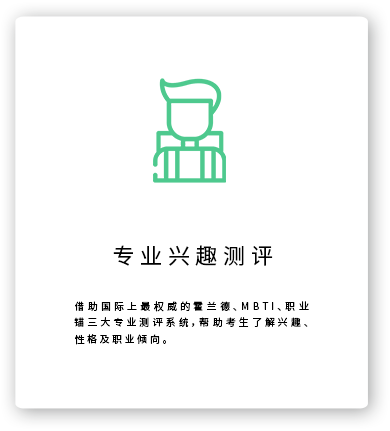 专业兴趣测评
借助国际上最权威的霍兰德、MBTI、职业
锚三大专业测评系统,帮助考生了解兴趣、
性格及职业倾向。